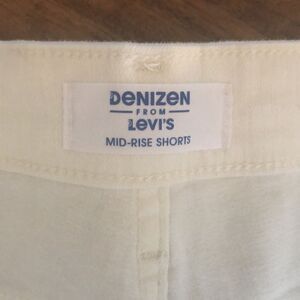 DENIZEN
FROM
LEVI'S
MID-RISE SHORTS